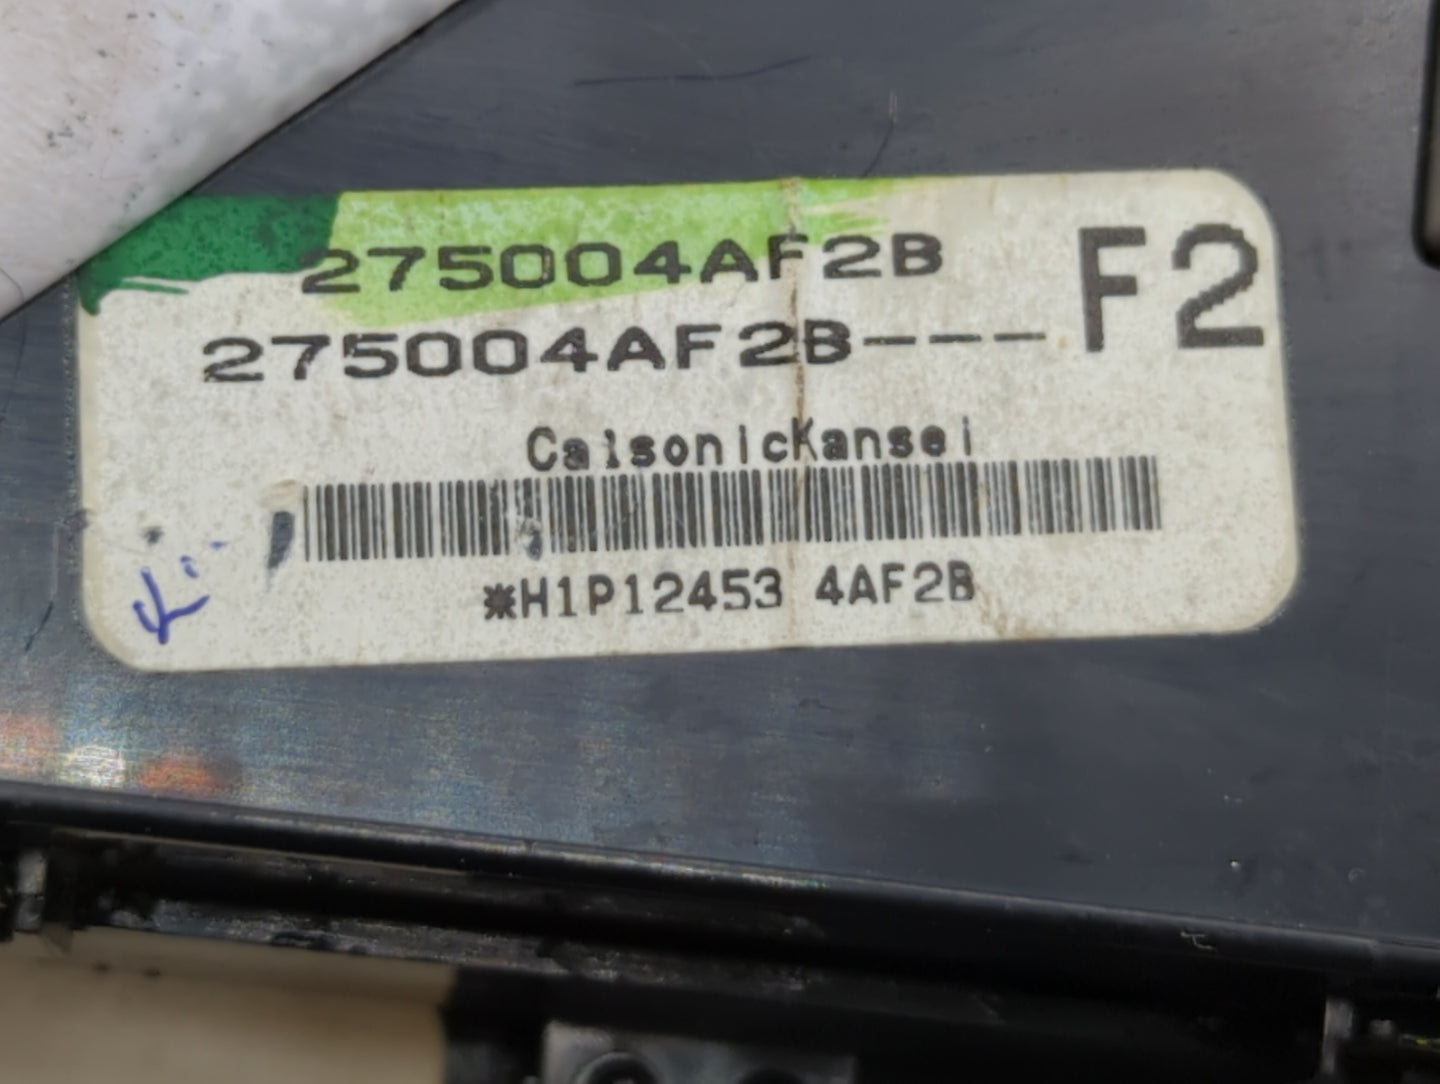 275004AF2B
275004AF2B---
F2
CalsonicKansei
*H1P12453 4AF2B